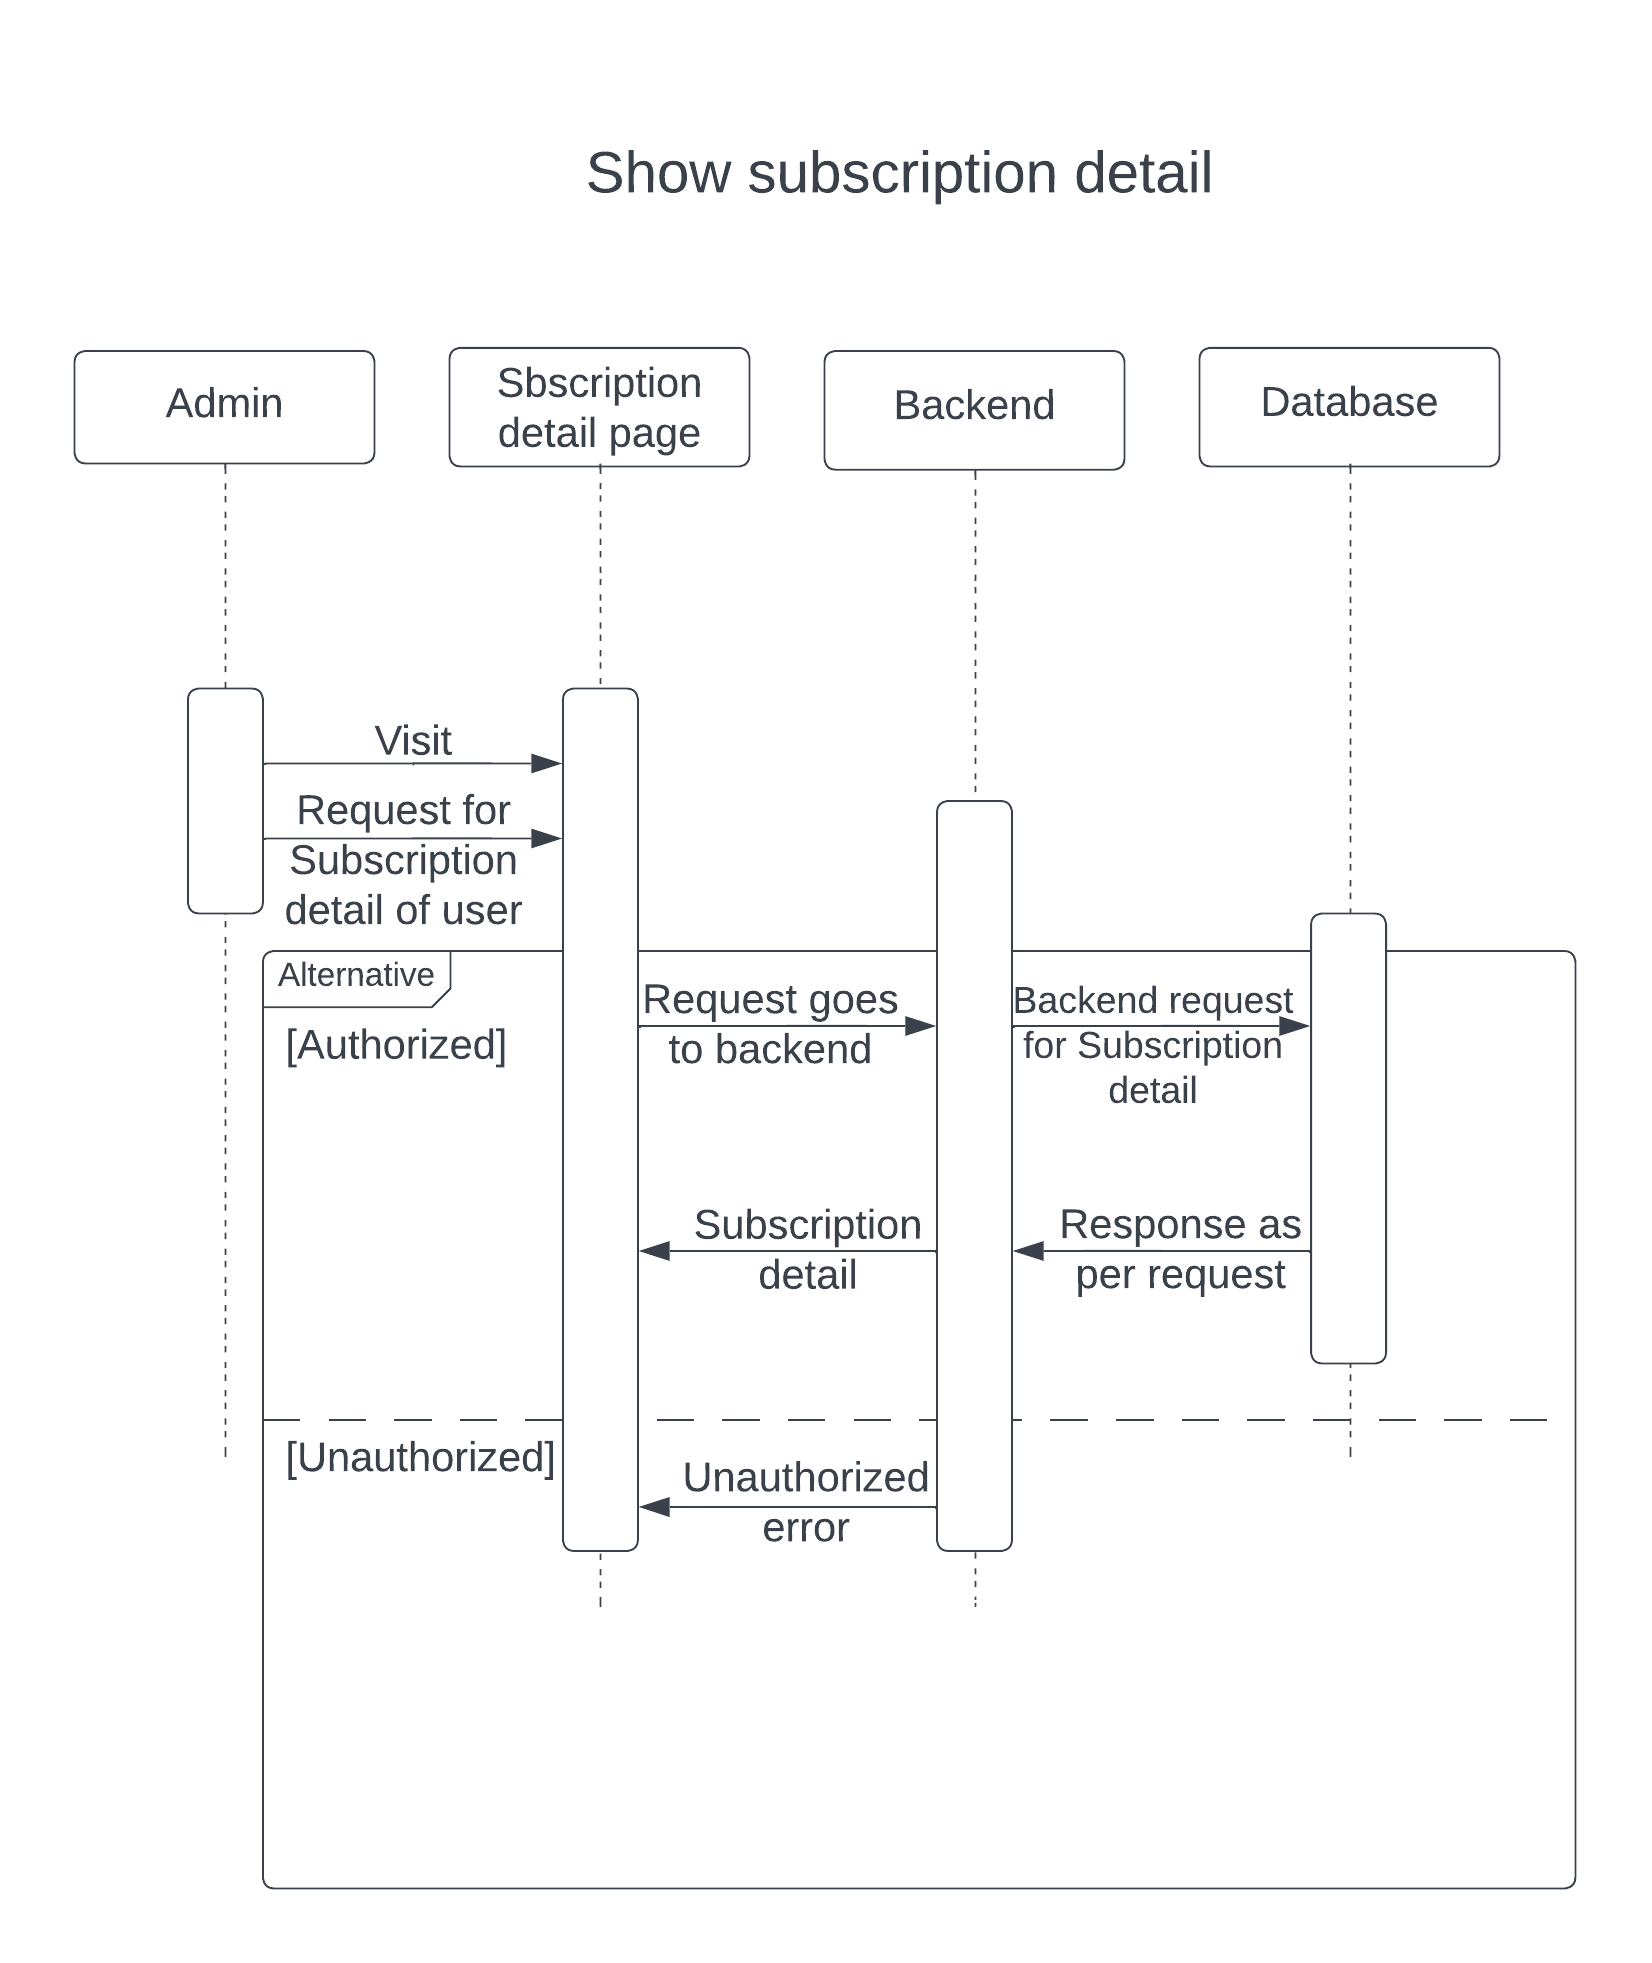 Show subscription detail
Admin
Sbscription
detail page
Backend
Database
Visit
Request for
Subscription
detail of user
Alternative
[Authorized]
Request goes
to backend
Backend request
for Subscription
detail
Subscription
detail
Response as
per request
[Unauthorized]
Unauthorized
error